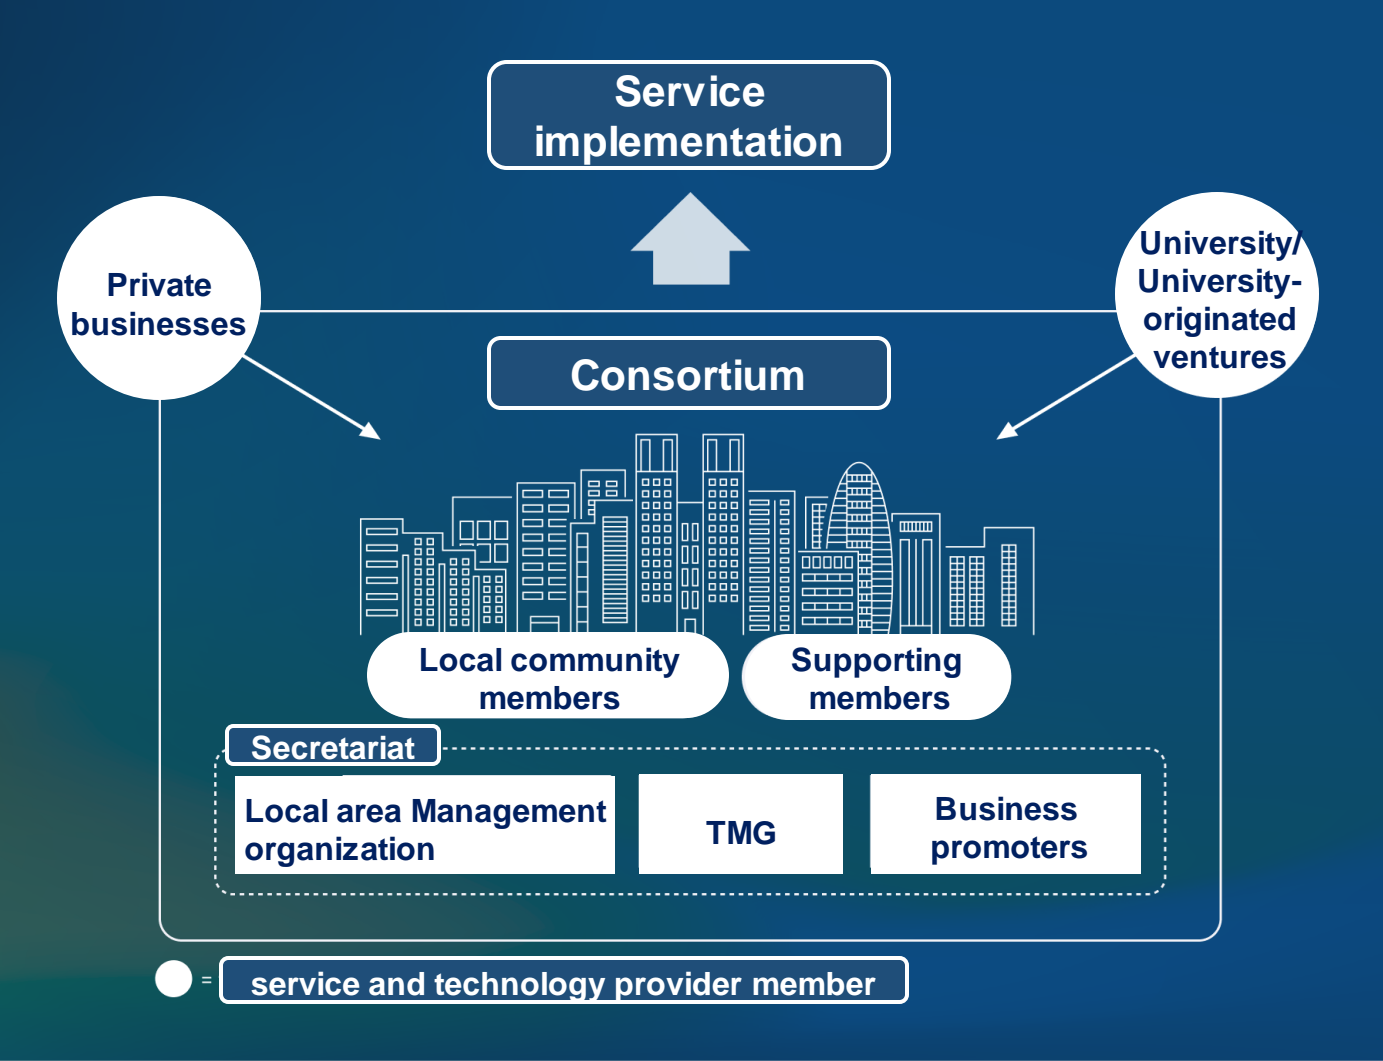 Service
implementation
Private
businesses
University/
University-
originated
ventures
Consortium
Local community
members
Supporting
members
Secretariat
Local area Management
organization
TMG
Business
promoters
= service and technology provider member